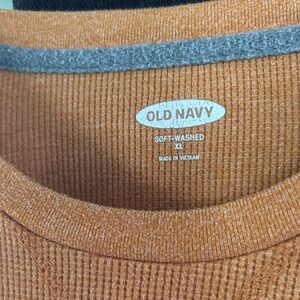 OLD NAVY
SOFT-WASHED
XL
MADE IN VIETNAM